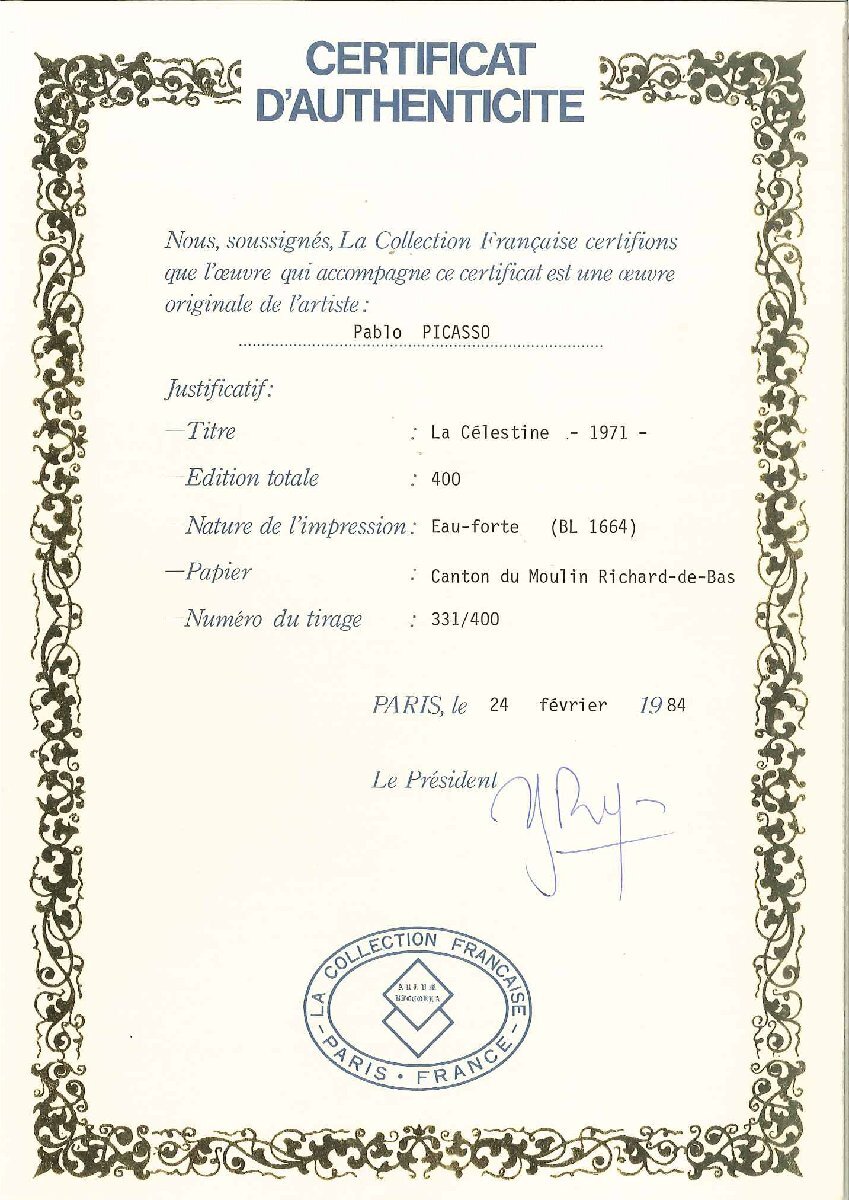 CERTIFICAT
D'AUTHENTICITE
Nous, soussignés, La Collection Française certifions
que l'œuvre qui accompagne ce certificat est une œuvre
originale de l'artiste :
Pablo PICASSO
Justificatif :
—Titre : La Célestine .- 1971 -
Edition totale : 400
Nature de l'impression : Eau-forte (BL 1664)
—Papier : Canton du Moulin Richard-de-Bas
Numéro du tirage : 331/400
PARIS, le 24 février 1984
Le Président
LA COLLECTION FRANÇAISE
– PARIS • FRANCE –